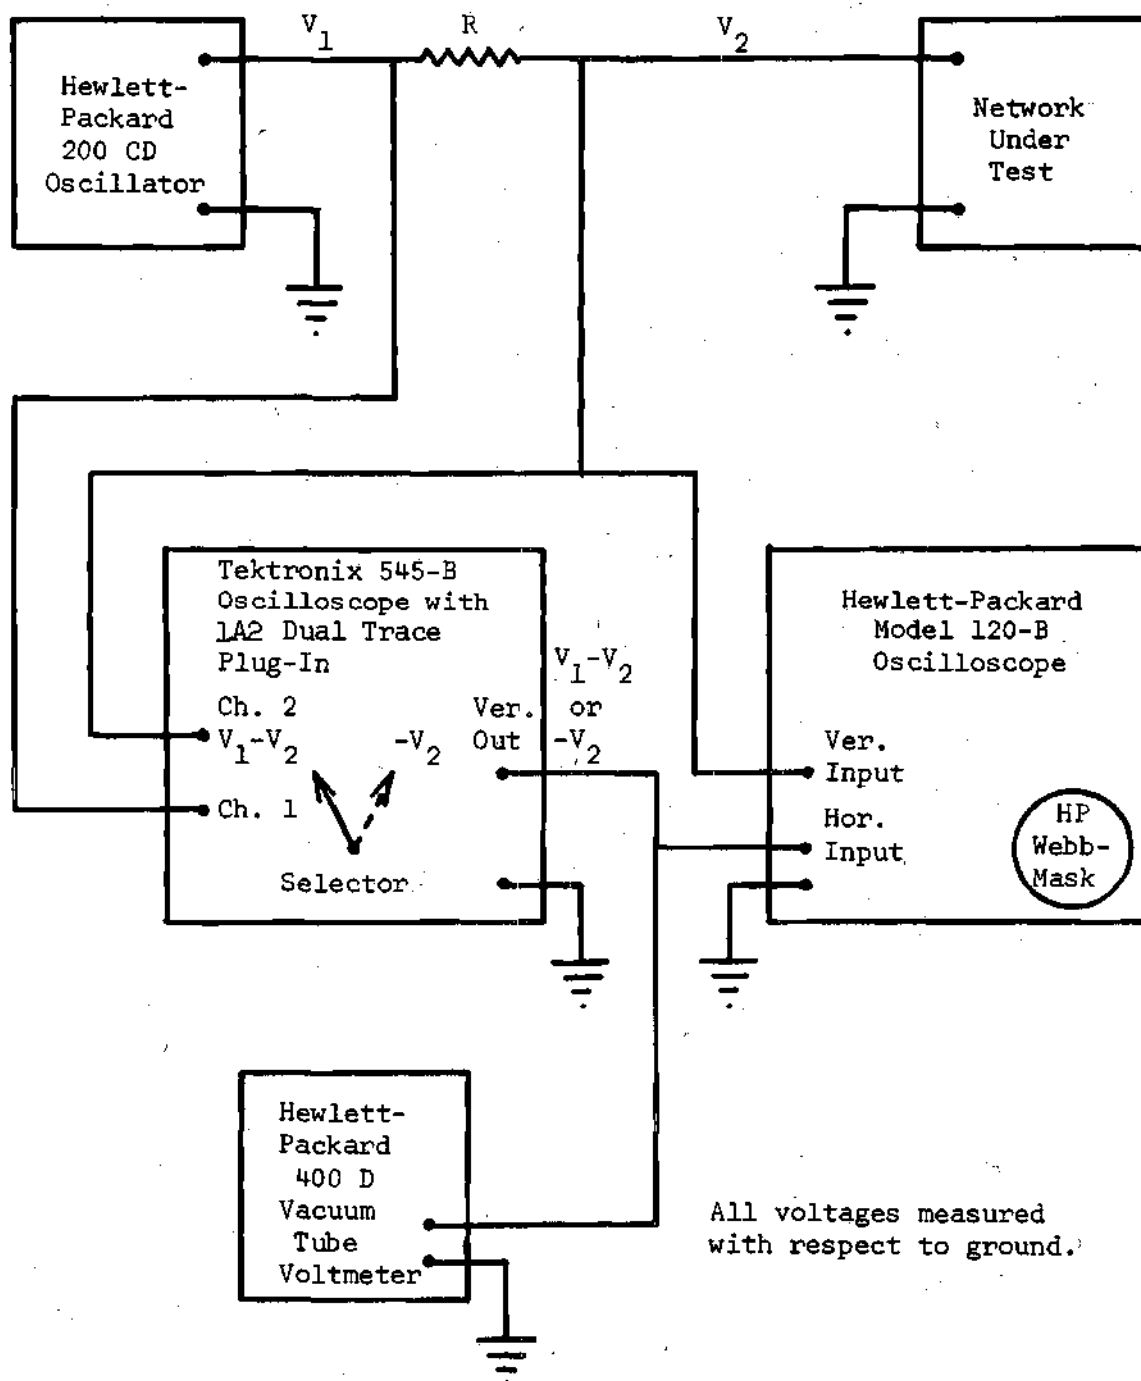 V1
R
V2
Hewlett-
Packard
200 CD
Oscillator
Network
Under
Test
Tektronix 545-B
Oscilloscope with
1A2 Dual Trace
Plug-In
Ch. 2
V1-V2
-V2
Ch. 1
Selector
Ver.
Out
V1-V2
or
-V2
Hewlett-Packard
Model 120-B
Oscilloscope
Ver.
Input
Hor.
Input
HP
Webb-
Mask
Hewlett-
Packard
400 D
Vacuum
Tube
Voltmeter
All voltages measured
with respect to ground.